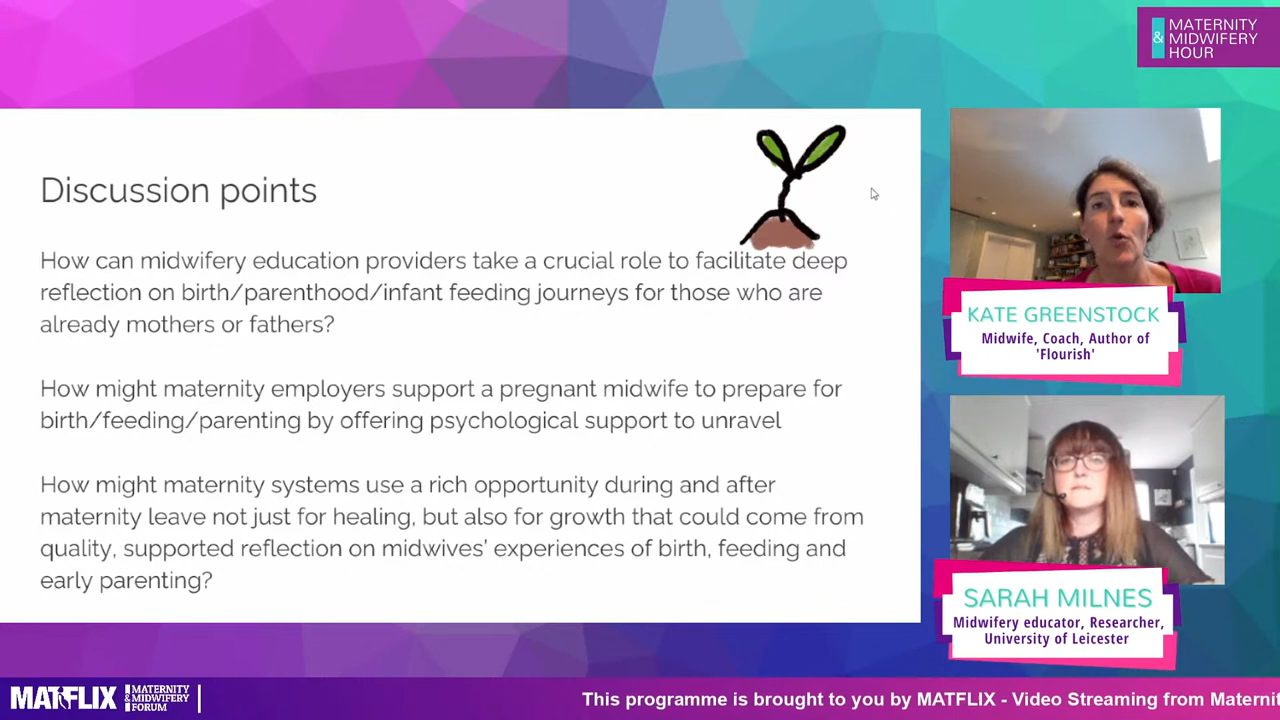 MATERNITY
& MIDWIFERY
HOUR
Discussion points
How can midwifery education providers take a crucial role to facilitate deep
reflection on birth/parenthood/infant feeding journeys for those who are
already mothers or fathers?
How might maternity employers support a pregnant midwife to prepare for
birth/feeding/parenting by offering psychological support to unravel
How might maternity systems use a rich opportunity during and after
maternity leave not just for healing, but also for growth that could come from
quality, supported reflection on midwives' experiences of birth, feeding and
early parenting?
KATE GREENSTOCK
Midwife, Coach, Author of
'Flourish'
SARAH MILNES
Midwifery educator, Researcher,
University of Leicester
MATFLIX
MATERNITY
& MIDWIFERY
FORUM
This programme is brought to you by MATFLIX - Video Streaming from Materni